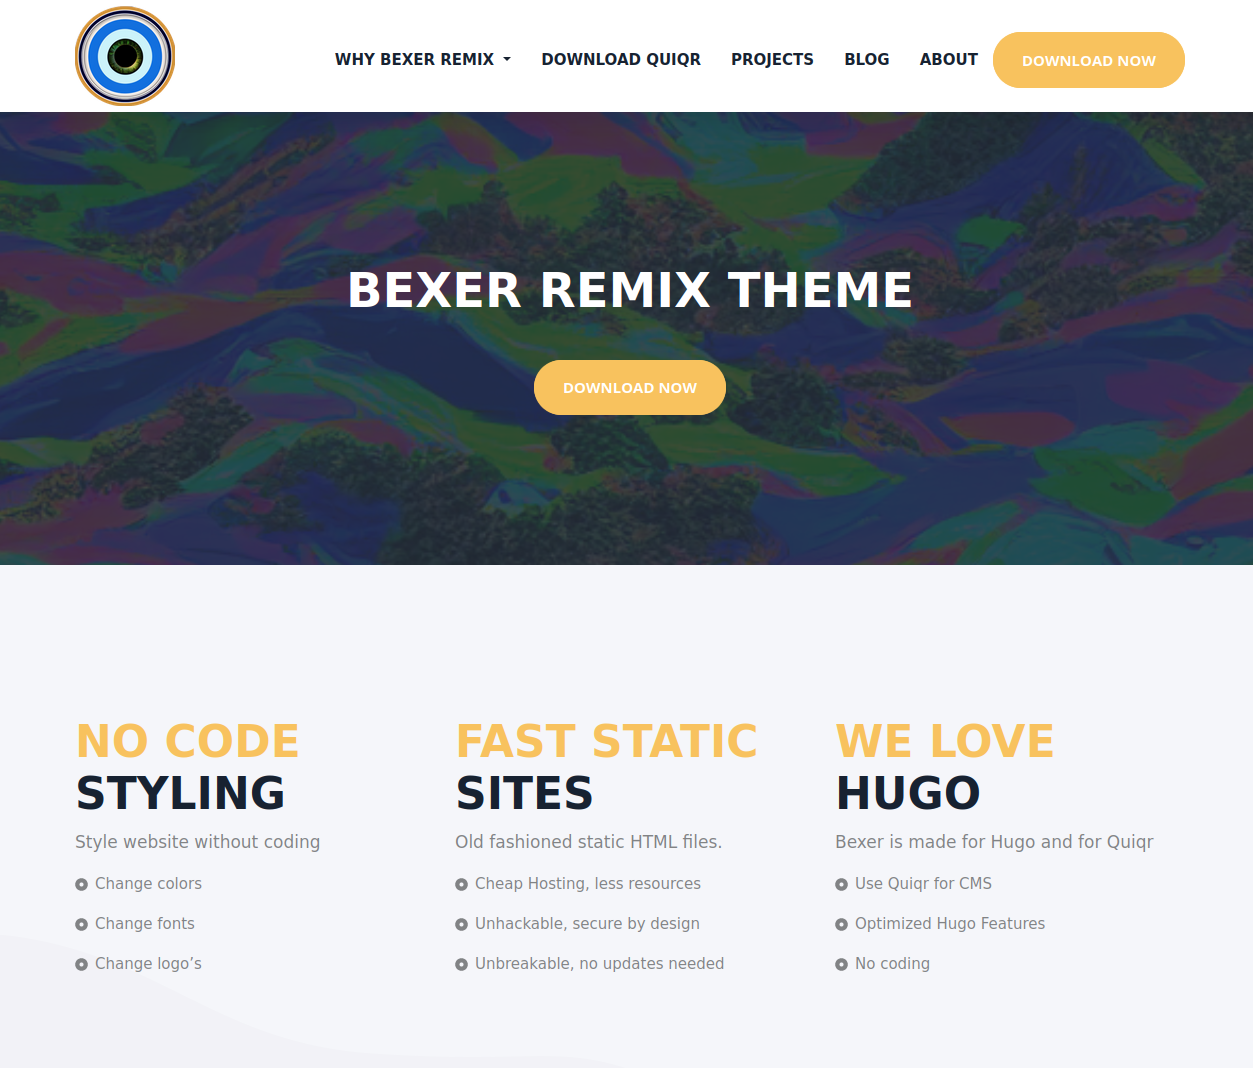 WHY BEXER REMIX
DOWNLOAD QUIQR
PROJECTS
BLOG
ABOUT
DOWNLOAD NOW
BEXER REMIX THEME
DOWNLOAD NOW
NO CODE
STYLING
Style website without coding
Change colors
Change fonts
Change logo’s
FAST STATIC
SITES
Old fashioned static HTML files.
Cheap Hosting, less resources
Unhackable, secure by design
Unbreakable, no updates needed
WE LOVE
HUGO
Bexer is made for Hugo and for Quiqr
Use Quiqr for CMS
Optimized Hugo Features
No coding